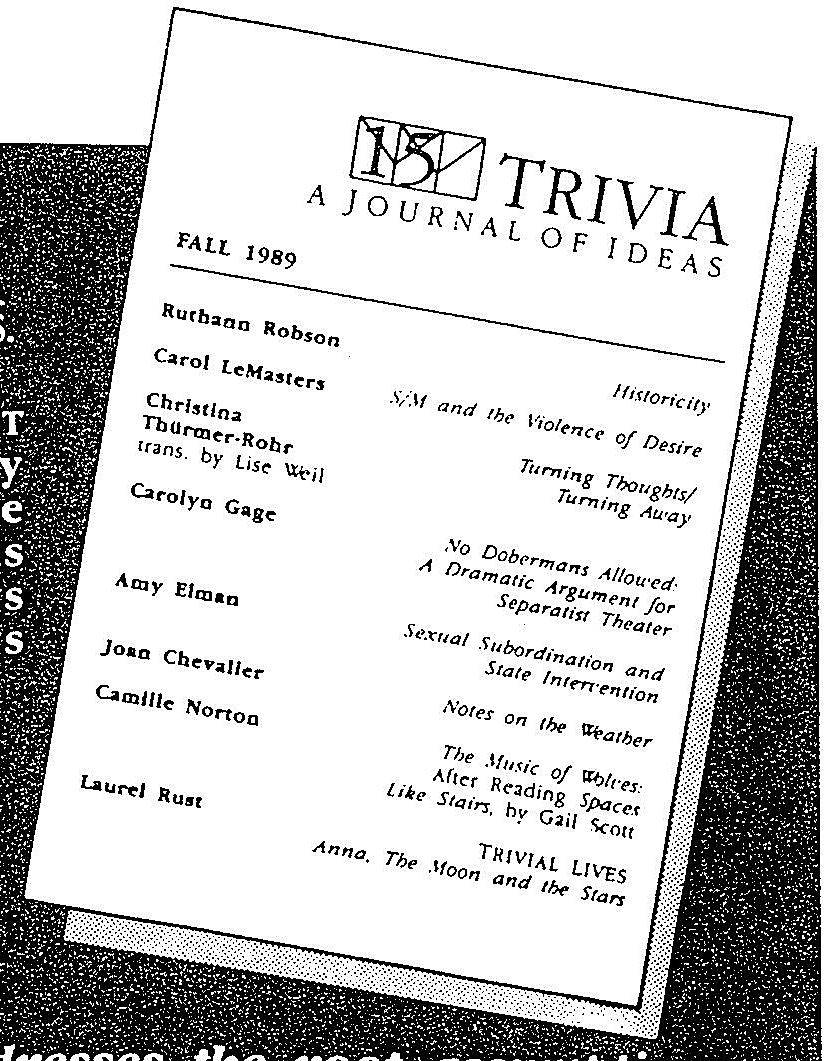 15 TRIVIA
A JOURNAL OF IDEAS
FALL 1989
Ruthann Robson
Historicity
Carol LeMasters
S/M and the Violence of Desire
Christina
Thürmer-Rohr
trans. by Lise Weil
Turning Thoughts/
Turning Away
Carolyn Gage
No Dobermans Allowed:
A Dramatic Argument for
Separatist Theater
Amy Elman
Sexual Subordination and
State Intervention
Joan Chevalier
Notes on the Weather
Camille Norton
The Music of Wolves:
After Reading Spaces
Like Stairs, by Gail Scott
Laurel Rust
TRIVIAL LIVES
Anna, The Moon and the Stars
T
y
e
s
s
s
the